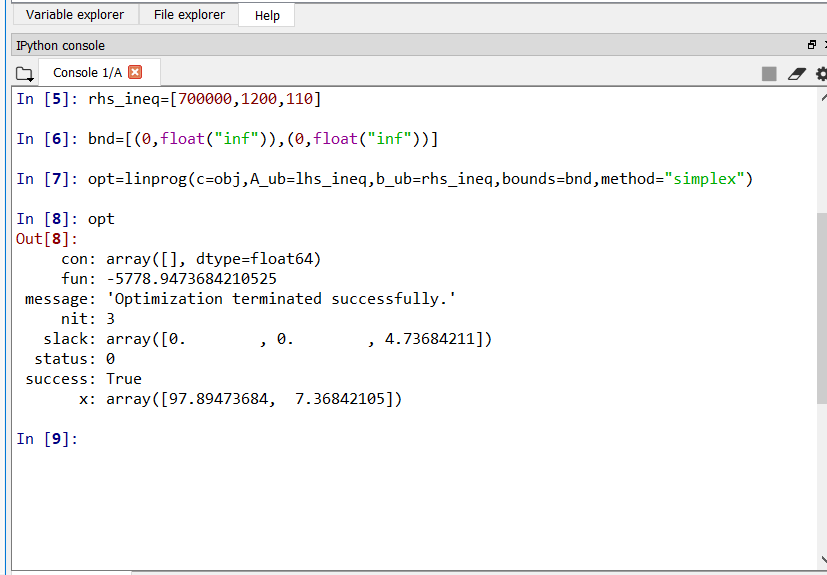 Variable explorer File explorer Help
IPython console
Console 1/A
In [5]: rhs_ineq=[700000,1200,110]
In [6]: bnd=[(0,float("inf")),(0,float("inf"))]
In [7]: opt=linprog(c=obj,A_ub=lhs_ineq,b_ub=rhs_ineq,bounds=bnd,method="simplex")
In [8]: opt
Out[8]:
     con: array([], dtype=float64)
     fun: -5778.9473684210525
 message: 'Optimization terminated successfully.'
     nit: 3
   slack: array([0.        , 0.        , 4.73684211])
  status: 0
 success: True
       x: array([97.89473684,  7.36842105])
In [9]: